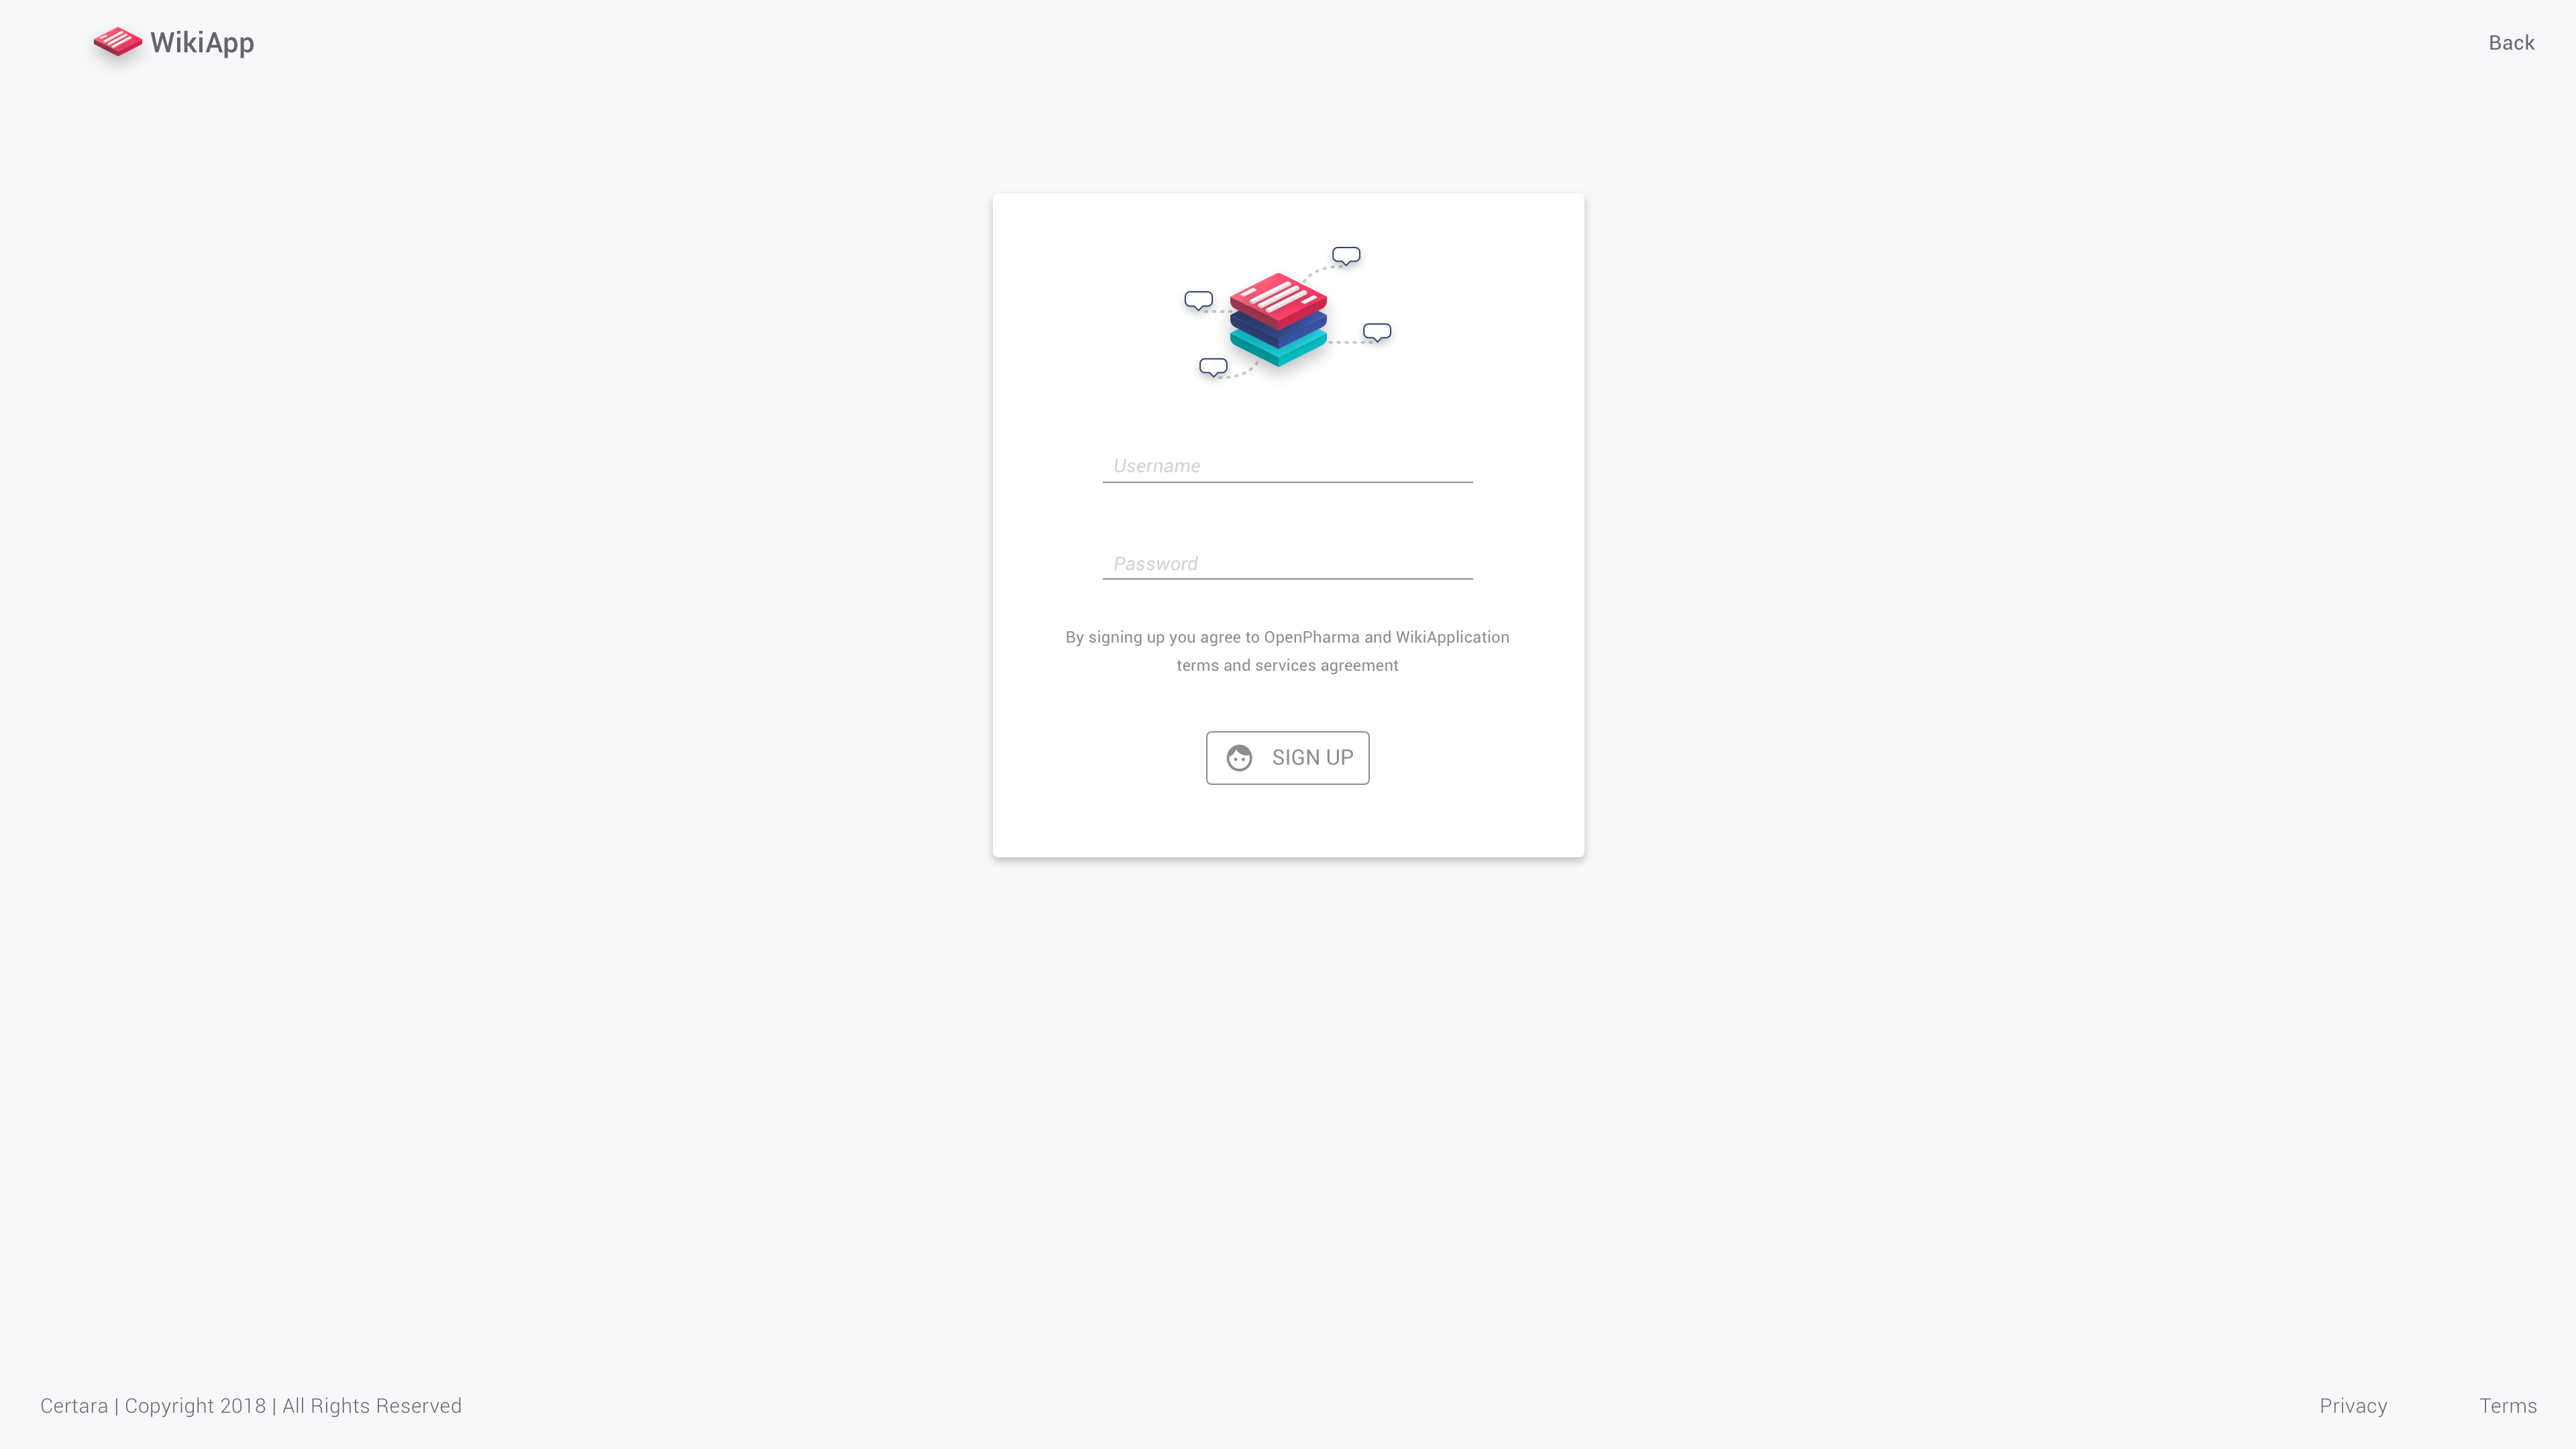 WikiApp
Back
Username
Password
By signing up you agree to OpenPharma and WikiApplication
terms and services agreement
SIGN UP
Certara | Copyright 2018 | All Rights Reserved
Privacy
Terms